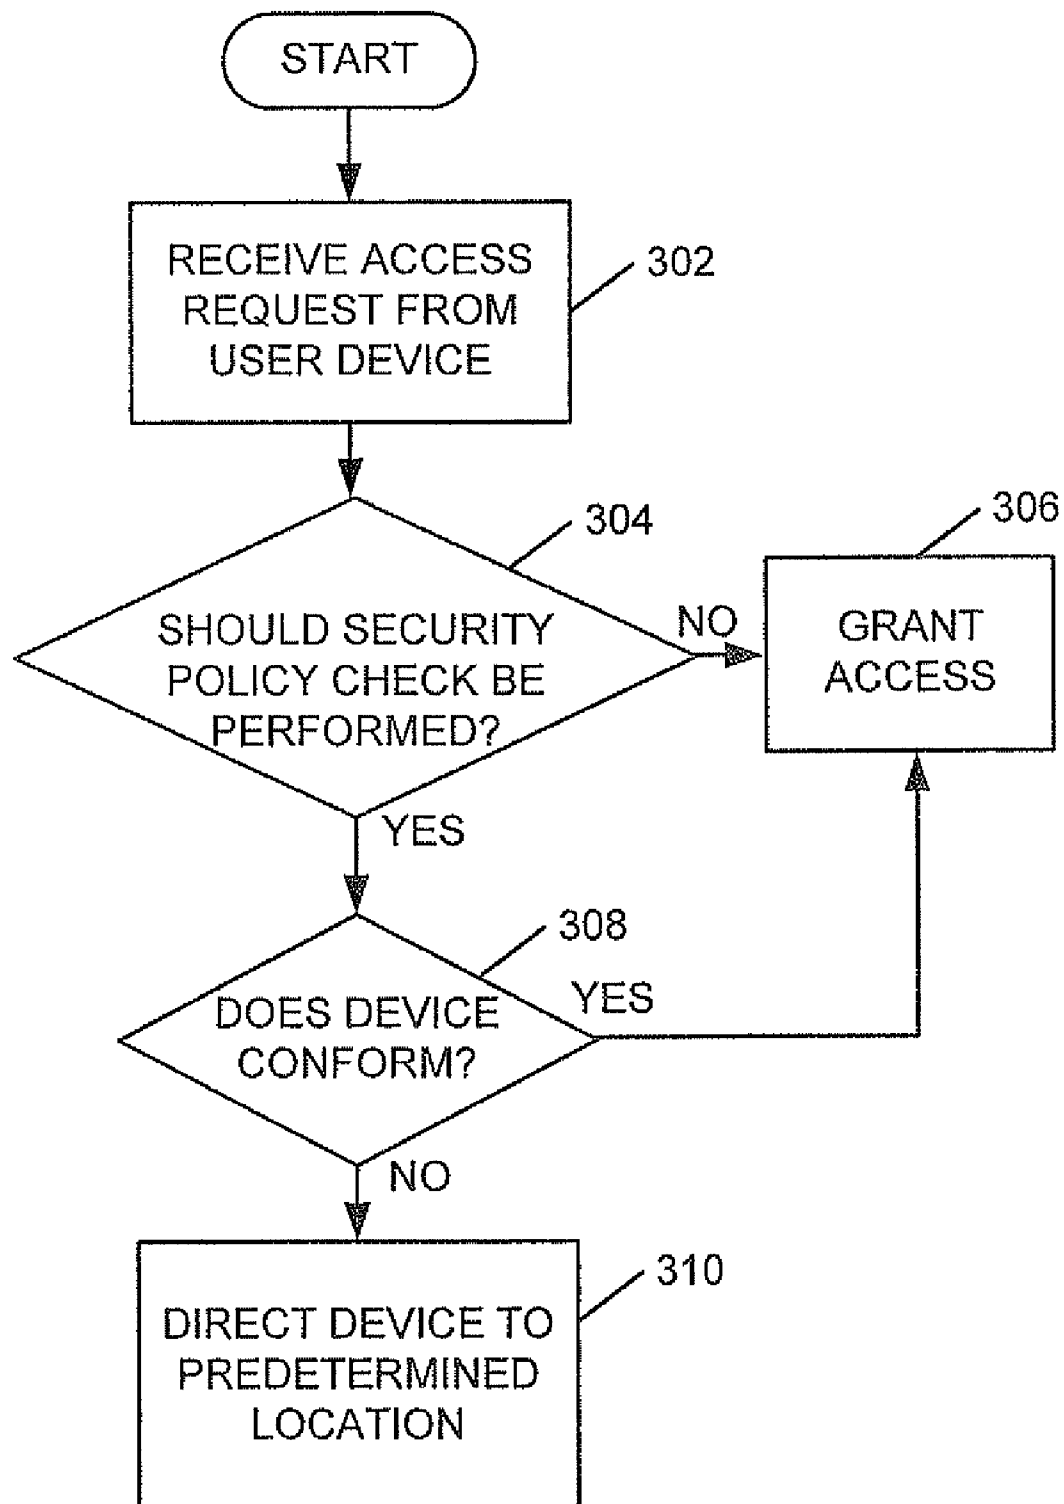 START
RECEIVE ACCESS
REQUEST FROM
USER DEVICE
302
304
SHOULD SECURITY
POLICY CHECK BE
PERFORMED?
NO
306
GRANT
ACCESS
YES
308
DOES DEVICE
CONFORM?
YES
NO
310
DIRECT DEVICE TO
PREDETERMINED
LOCATION